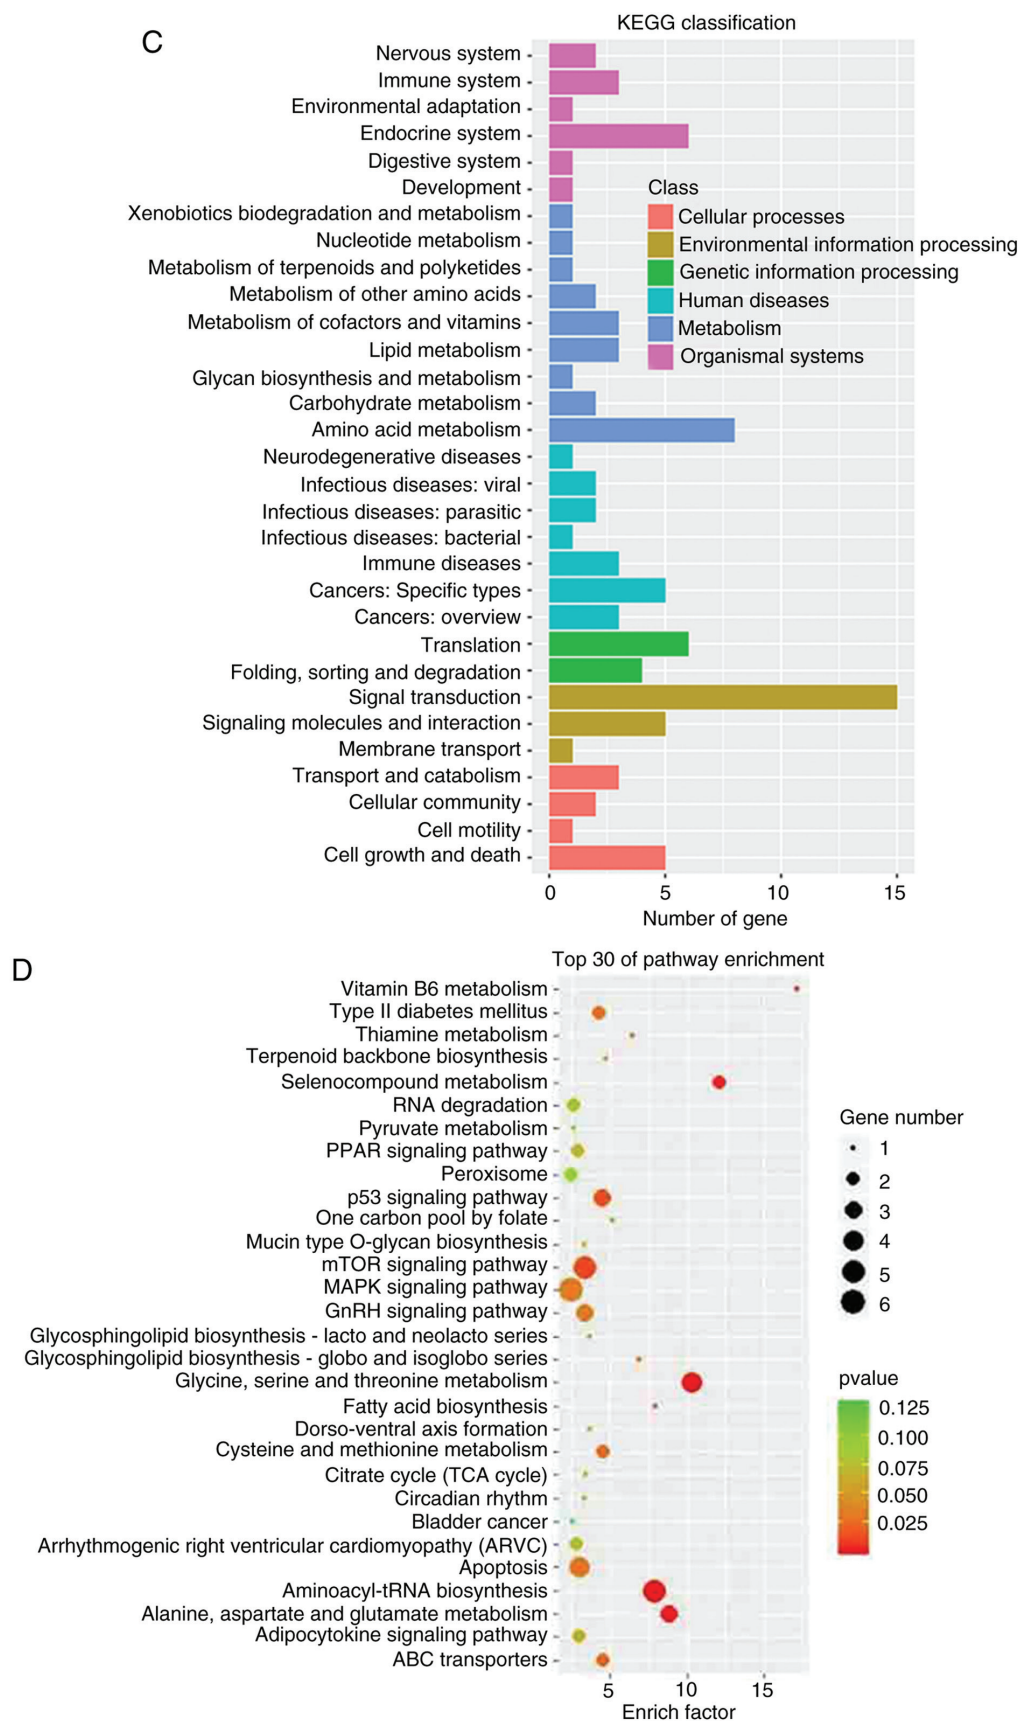 C
KEGG classification
Nervous system
Immune system
Environmental adaptation
Endocrine system
Digestive system
Development
Xenobiotics biodegradation and metabolism
Nucleotide metabolism
Metabolism of terpenoids and polyketides
Metabolism of other amino acids
Metabolism of cofactors and vitamins
Lipid metabolism
Glycan biosynthesis and metabolism
Carbohydrate metabolism
Amino acid metabolism
Neurodegenerative diseases
Infectious diseases: viral
Infectious diseases: parasitic
Infectious diseases: bacterial
Immune diseases
Cancers: Specific types
Cancers: overview
Translation
Folding, sorting and degradation
Signal transduction
Signaling molecules and interaction
Membrane transport
Transport and catabolism
Cellular community
Cell motility
Cell growth and death
Class
Cellular processes
Environmental information processing
Genetic information processing
Human diseases
Metabolism
Organismal systems
0 5 10 15
Number of gene
D
Top 30 of pathway enrichment
Vitamin B6 metabolism
Type II diabetes mellitus
Thiamine metabolism
Terpenoid backbone biosynthesis
Selenocompound metabolism
RNA degradation
Pyruvate metabolism
PPAR signaling pathway
Peroxisome
p53 signaling pathway
One carbon pool by folate
Mucin type O-glycan biosynthesis
mTOR signaling pathway
MAPK signaling pathway
GnRH signaling pathway
Glycosphingolipid biosynthesis - lacto and neolacto series
Glycosphingolipid biosynthesis - globo and isoglobo series
Glycine, serine and threonine metabolism
Fatty acid biosynthesis
Dorso-ventral axis formation
Cysteine and methionine metabolism
Citrate cycle (TCA cycle)
Circadian rhythm
Bladder cancer
Arrhythmogenic right ventricular cardiomyopathy (ARVC)
Apoptosis
Aminoacyl-tRNA biosynthesis
Alanine, aspartate and glutamate metabolism
Adipocytokine signaling pathway
ABC transporters
5 10 15
Enrich factor
Gene number
1
2
3
4
5
6
pvalue
0.125
0.100
0.075
0.050
0.025